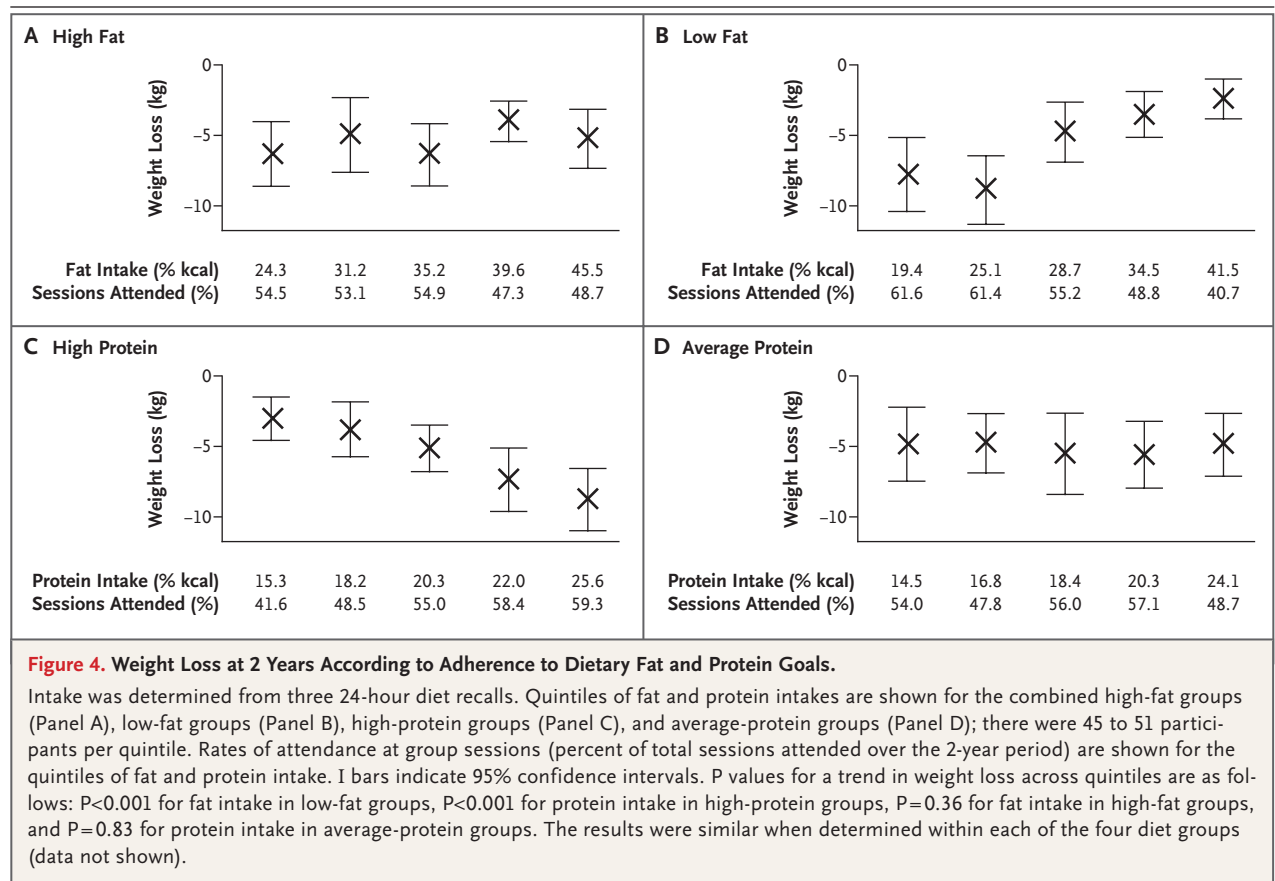 A High Fat
0
−5
−10
Weight Loss (kg)
Fat Intake (% kcal) 24.3 31.2 35.2 39.6 45.5
Sessions Attended (%) 54.5 53.1 54.9 47.3 48.7
B Low Fat
0
−5
−10
Weight Loss (kg)
Fat Intake (% kcal) 19.4 25.1 28.7 34.5 41.5
Sessions Attended (%) 61.6 61.4 55.2 48.8 40.7
C High Protein
0
−5
−10
Weight Loss (kg)
Protein Intake (% kcal) 15.3 18.2 20.3 22.0 25.6
Sessions Attended (%) 41.6 48.5 55.0 58.4 59.3
D Average Protein
0
−5
−10
Weight Loss (kg)
Protein Intake (% kcal) 14.5 16.8 18.4 20.3 24.1
Sessions Attended (%) 54.0 47.8 56.0 57.1 48.7
Figure 4. Weight Loss at 2 Years According to Adherence to Dietary Fat and Protein Goals.
Intake was determined from three 24-hour diet recalls. Quintiles of fat and protein intakes are shown for the combined high-fat groups
(Panel A), low-fat groups (Panel B), high-protein groups (Panel C), and average-protein groups (Panel D); there were 45 to 51 partici-
pants per quintile. Rates of attendance at group sessions (percent of total sessions attended over the 2-year period) are shown for the
quintiles of fat and protein intake. I bars indicate 95% confidence intervals. P values for a trend in weight loss across quintiles are as fol-
lows: P<0.001 for fat intake in low-fat groups, P<0.001 for protein intake in high-protein groups, P=0.36 for fat intake in high-fat groups,
and P=0.83 for protein intake in average-protein groups. The results were similar when determined within each of the four diet groups
(data not shown).